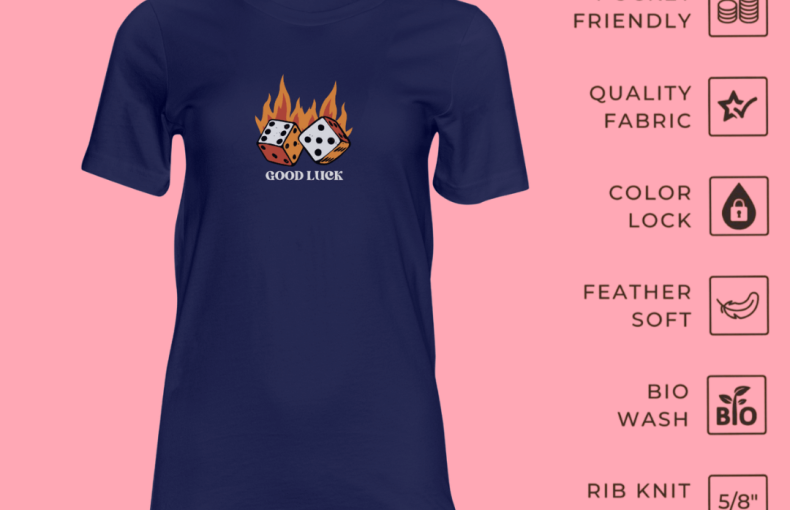 GOOD LUCK
FRIENDLY
QUALITY
FABRIC
COLOR
LOCK
FEATHER
SOFT
BIO
WASH
BIO
RIB KNIT
5/8"